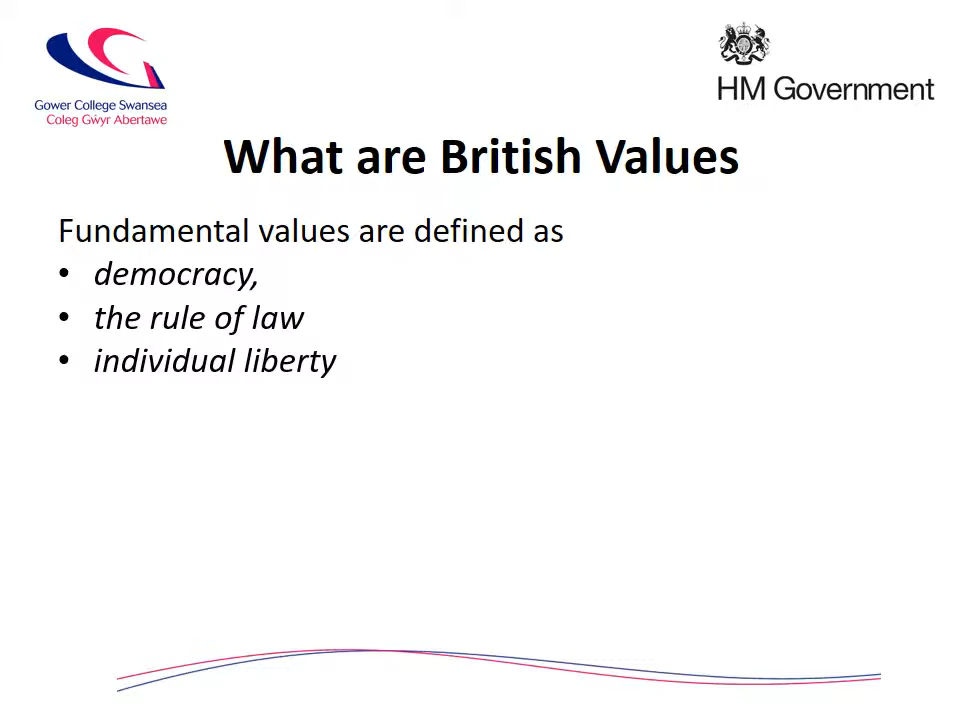 Gower College Swansea
Coleg Gŵyr Abertawe
HM Government
What are British Values
Fundamental values are defined as
• democracy,
• the rule of law
• individual liberty